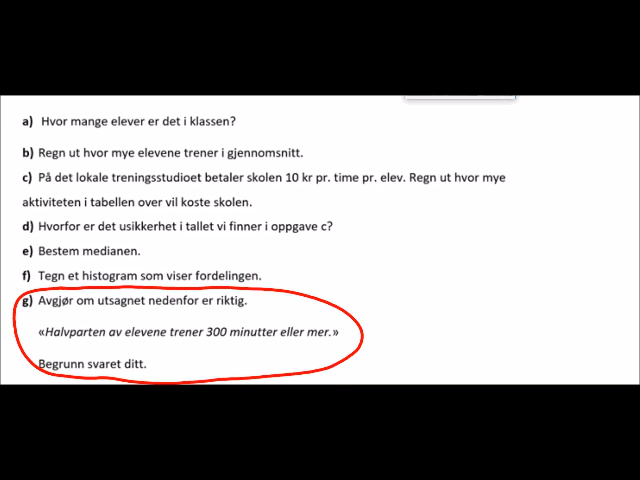 a) Hvor mange elever er det i klassen?
b) Regn ut hvor mye elevene trener i gjennomsnitt.
c) På det lokale treningsstudioet betaler skolen 10 kr pr. time pr. elev. Regn ut hvor mye
aktiviteten i tabellen over vil koste skolen.
d) Hvorfor er det usikkerhet i tallet vi finner i oppgave c?
e) Bestem medianen.
f) Tegn et histogram som viser fordelingen.
g) Avgjør om utsagnet nedenfor er riktig.
«Halvparten av elevene trener 300 minutter eller mer.»
Begrunn svaret ditt.